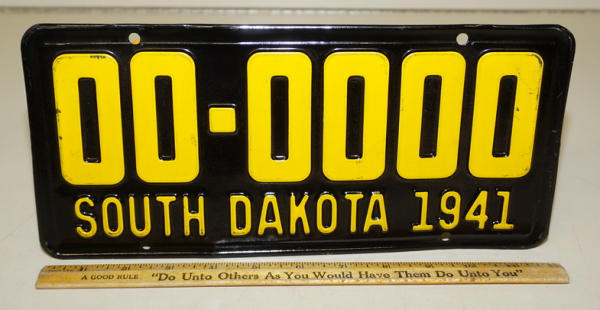 00-0000
SOUTH DAKOTA 1941
A GOOD RULE "Do Unto Others As You Would Have Them Do Unto You"